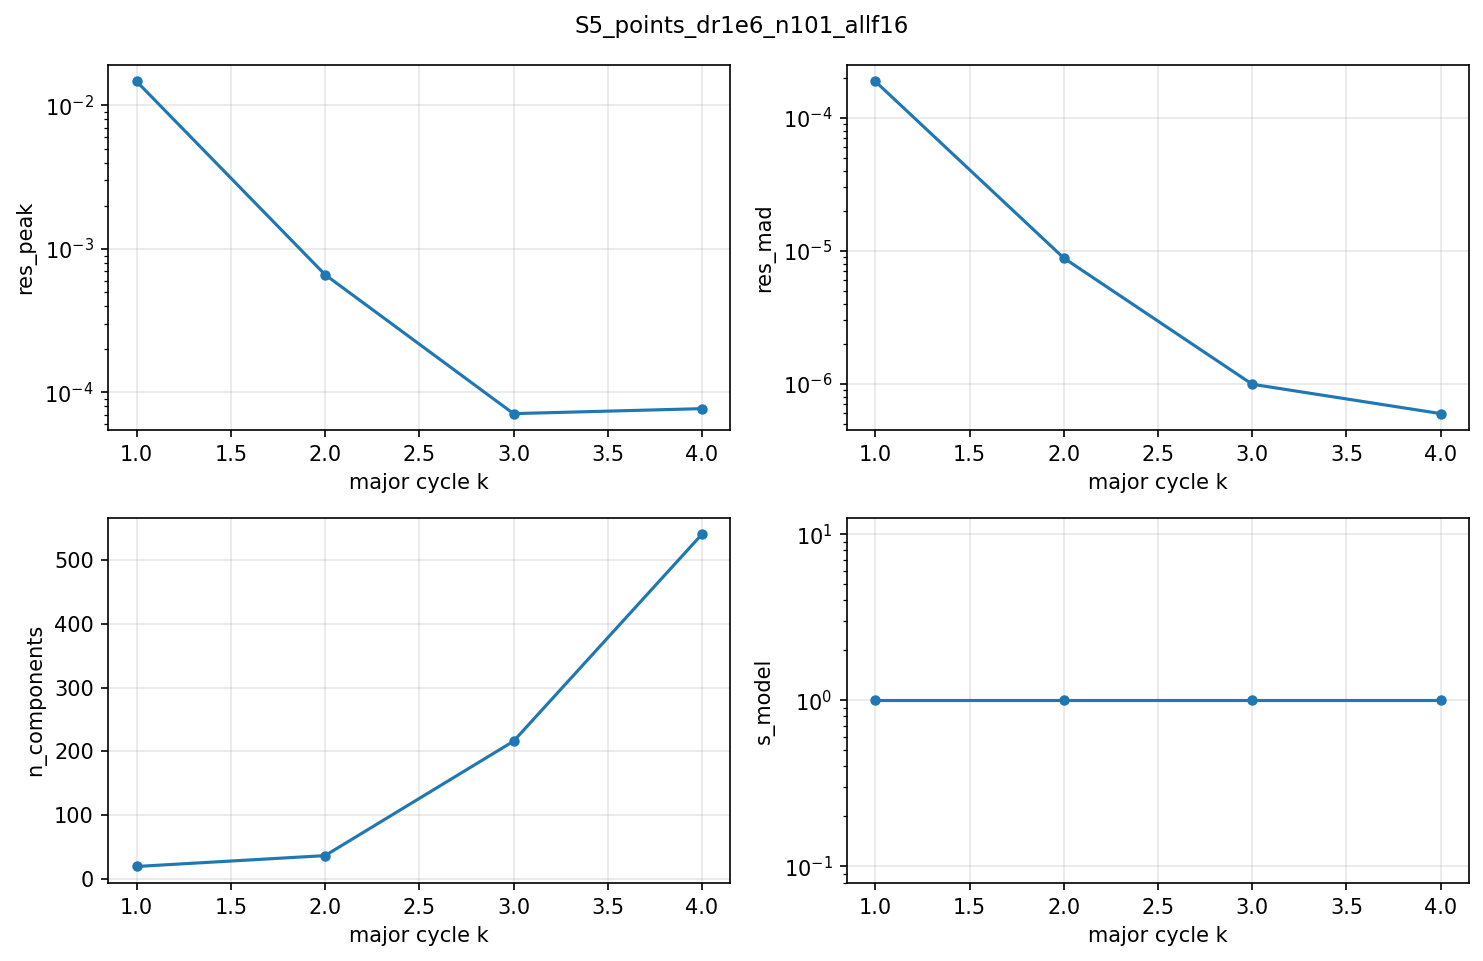 S5_points_dr1e6_n101_allf16
10⁻²
10⁻³
10⁻⁴
res_peak
1.0 1.5 2.0 2.5 3.0 3.5 4.0
major cycle k
10⁻⁴
10⁻⁵
10⁻⁶
res_mad
1.0 1.5 2.0 2.5 3.0 3.5 4.0
major cycle k
500
400
300
200
100
0
n_components
1.0 1.5 2.0 2.5 3.0 3.5 4.0
major cycle k
10¹
10⁰
10⁻¹
s_model
1.0 1.5 2.0 2.5 3.0 3.5 4.0
major cycle k